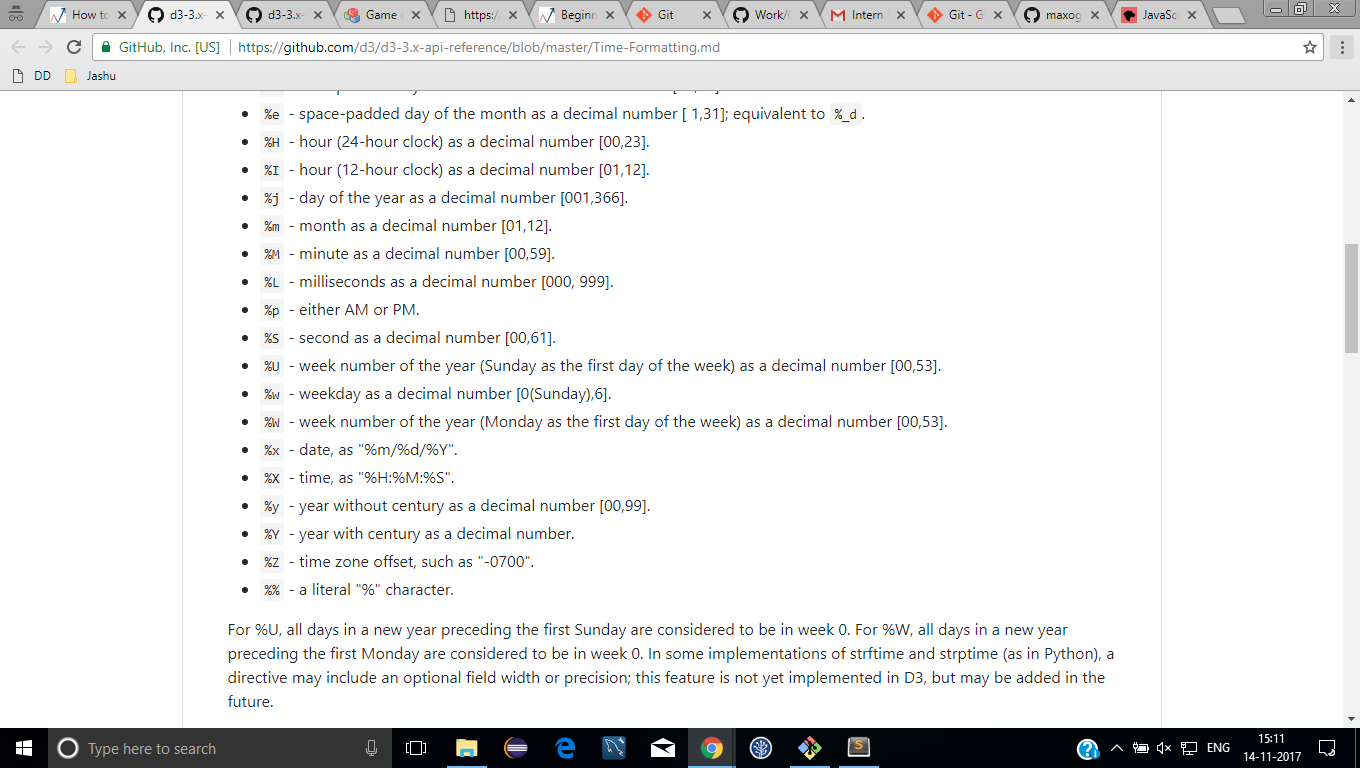 How to
d3-3.x-
d3-3.x-
Game
https:/
Beginn
Git
Work/
Intern
Git - G
maxog
JavaSc
GitHub, Inc. [US]
https://github.com/d3/d3-3.x-api-reference/blob/master/Time-Formatting.md
DD
Jashu
%e - space-padded day of the month as a decimal number [ 1,31]; equivalent to %_d.
%H - hour (24-hour clock) as a decimal number [00,23].
%I - hour (12-hour clock) as a decimal number [01,12].
%j - day of the year as a decimal number [001,366].
%m - month as a decimal number [01,12].
%M - minute as a decimal number [00,59].
%L - milliseconds as a decimal number [000, 999].
%p - either AM or PM.
%S - second as a decimal number [00,61].
%U - week number of the year (Sunday as the first day of the week) as a decimal number [00,53].
%w - weekday as a decimal number [0(Sunday),6].
%W - week number of the year (Monday as the first day of the week) as a decimal number [00,53].
%x - date, as "%m/%d/%Y".
%X - time, as "%H:%M:%S".
%y - year without century as a decimal number [00,99].
%Y - year with century as a decimal number.
%Z - time zone offset, such as "-0700".
%% - a literal "%" character.
For %U, all days in a new year preceding the first Sunday are considered to be in week 0. For %W, all days in a new year
preceding the first Monday are considered to be in week 0. In some implementations of strftime and strptime (as in Python), a
directive may include an optional field width or precision; this feature is not yet implemented in D3, but may be added in the
future.
Type here to search
ENG
15:11
14-11-2017